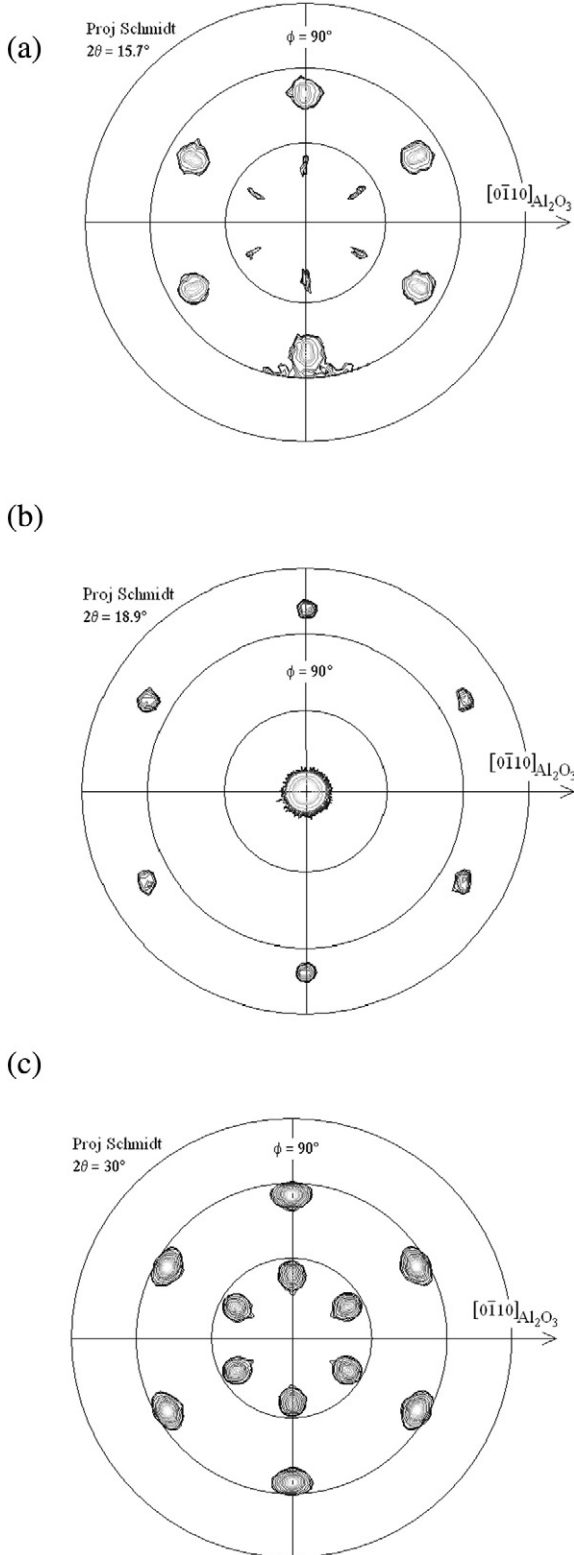 (a)
Proj Schmidt
2θ = 15.7°
ϕ = 90°
[01̄10]Al₂O₃
(b)
Proj Schmidt
2θ = 18.9°
ϕ = 90°
[01̄10]Al₂O₃
(c)
Proj Schmidt
2θ = 30°
ϕ = 90°
[01̄10]Al₂O₃